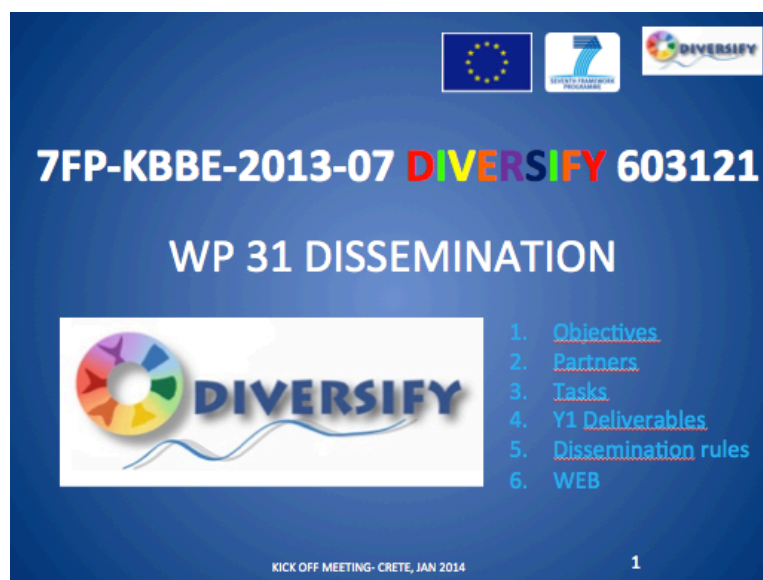 SEVENTH FRAMEWORK
PROGRAMME
DIVERSIFY
7FP-KBBE-2013-07 DIVERSIFY 603121
WP 31 DISSEMINATION
DIVERSIFY
1. Objectives
2. Partners
3. Tasks
4. Y1 Deliverables
5. Dissemination rules
6. WEB
KICK OFF MEETING- CRETE, JAN 2014
1